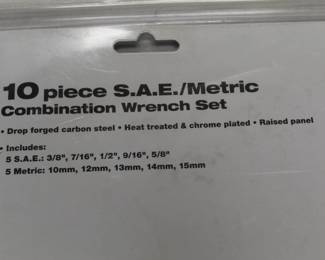 10 piece S.A.E./Metric
Combination Wrench Set
• Drop forged carbon steel • Heat treated & chrome plated • Raised panel
• Includes:
5 S.A.E.: 3/8", 7/16", 1/2", 9/16", 5/8"
5 Metric: 10mm, 12mm, 13mm, 14mm, 15mm